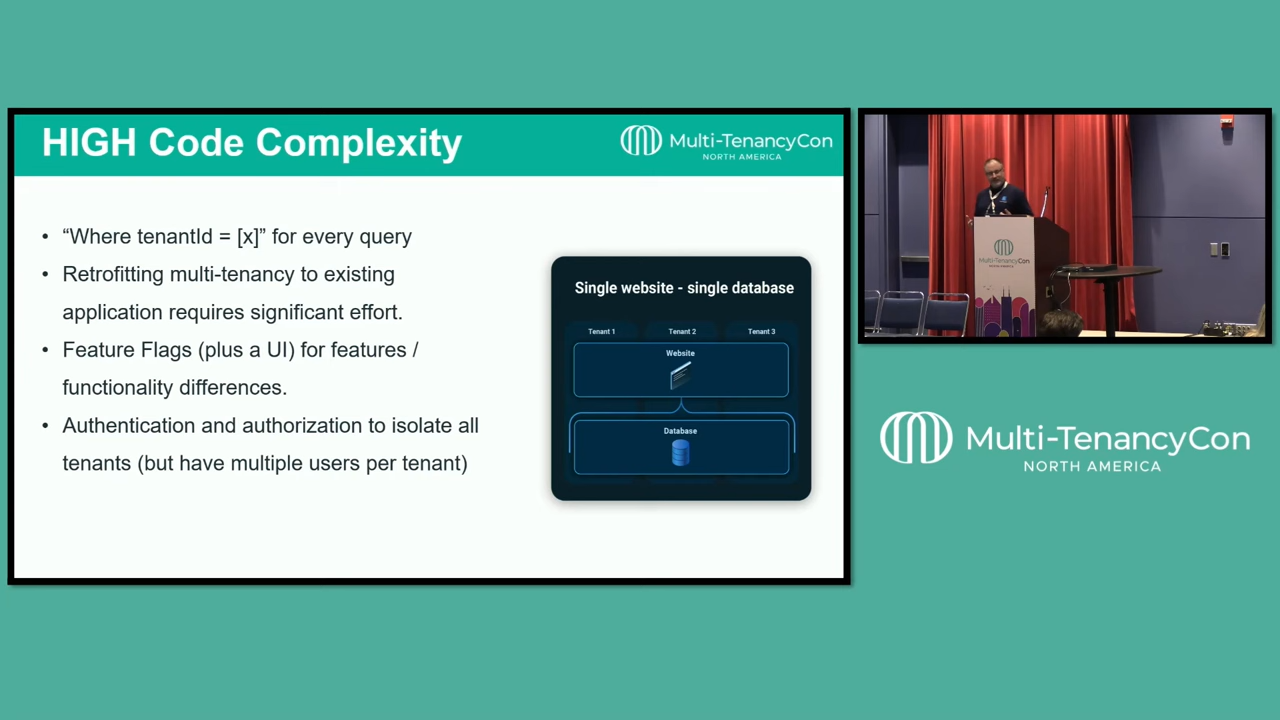 HIGH Code Complexity
Multi-TenancyCon
NORTH AMERICA
• “Where tenantId = [x]” for every query
• Retrofitting multi-tenancy to existing
application requires significant effort.
• Feature Flags (plus a UI) for features /
functionality differences.
• Authentication and authorization to isolate all
tenants (but have multiple users per tenant)
Single website - single database
Tenant 1
Tenant 2
Tenant 3
Website
Database
Multi-TenancyCon
Multi-TenancyCon
NORTH AMERICA